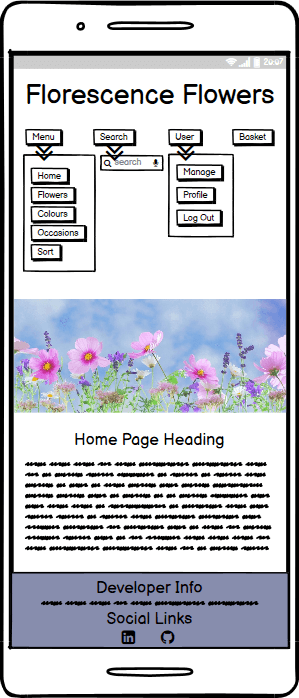 20:07
Florescence Flowers
Menu Search User Basket
search
Home
Flowers
Colours
Occasions
Sort
Manage
Profile
Log Out
Home Page Heading
Developer Info
Social Links
in